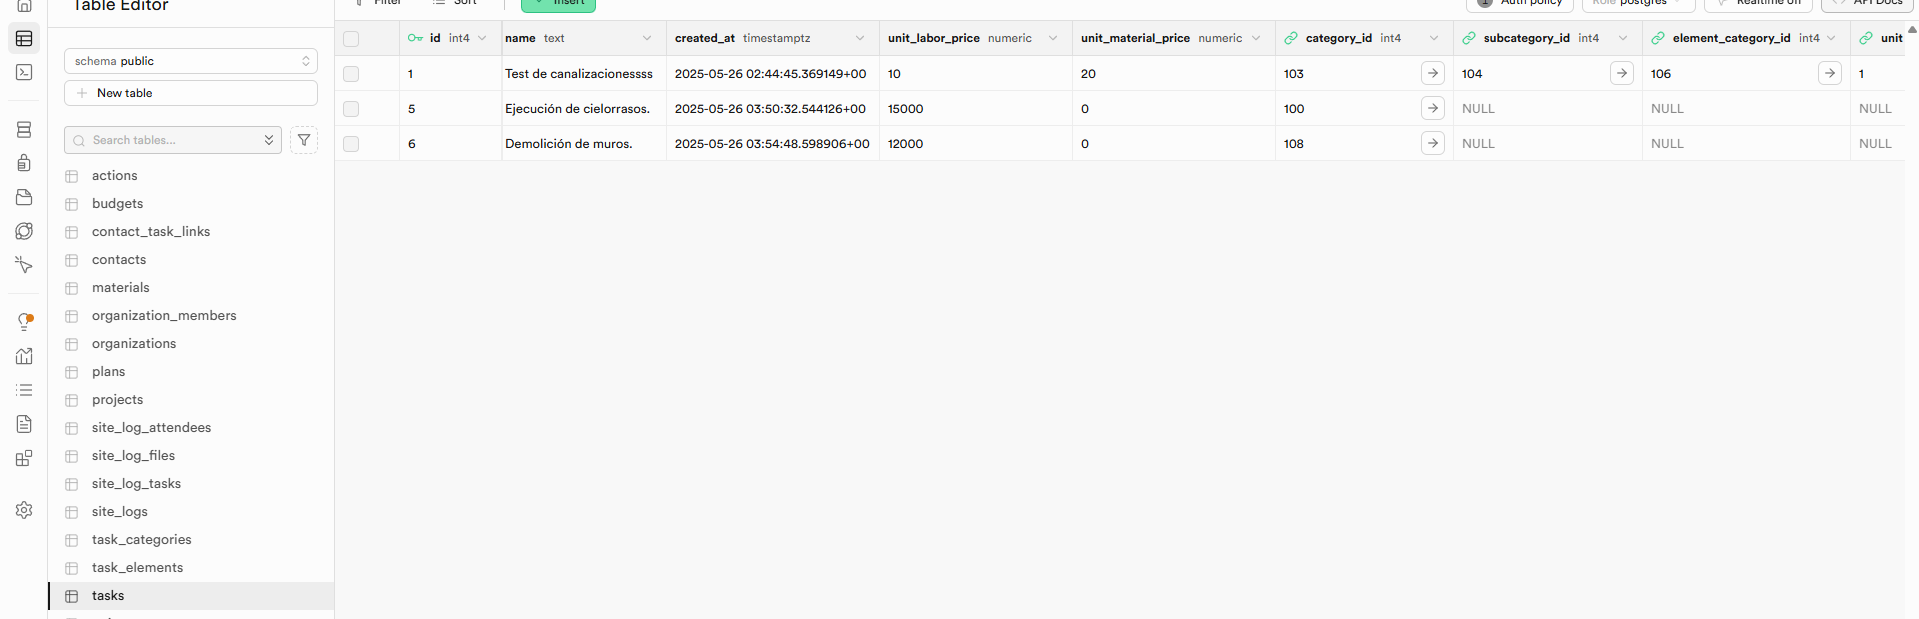 Table Editor
Filter Sort Insert Auth policy Role postgres Realtime off API Docs
schema public
New table
Search tables...
actions
budgets
contact_task_links
contacts
materials
organization_members
organizations
plans
projects
site_log_attendees
site_log_files
site_log_tasks
site_logs
task_categories
task_elements
tasks
id int4 name text created_at timestamptz unit_labor_price numeric unit_material_price numeric category_id int4 subcategory_id int4 element_category_id int4 unit
1 Test de canalizacionessss 2025-05-26 02:44:45.369149+00 10 20 103 104 106 1
5 Ejecución de cielorrasos. 2025-05-26 03:50:32.544126+00 15000 0 100 NULL NULL NULL
6 Demolición de muros. 2025-05-26 03:54:48.598906+00 12000 0 108 NULL NULL NULL